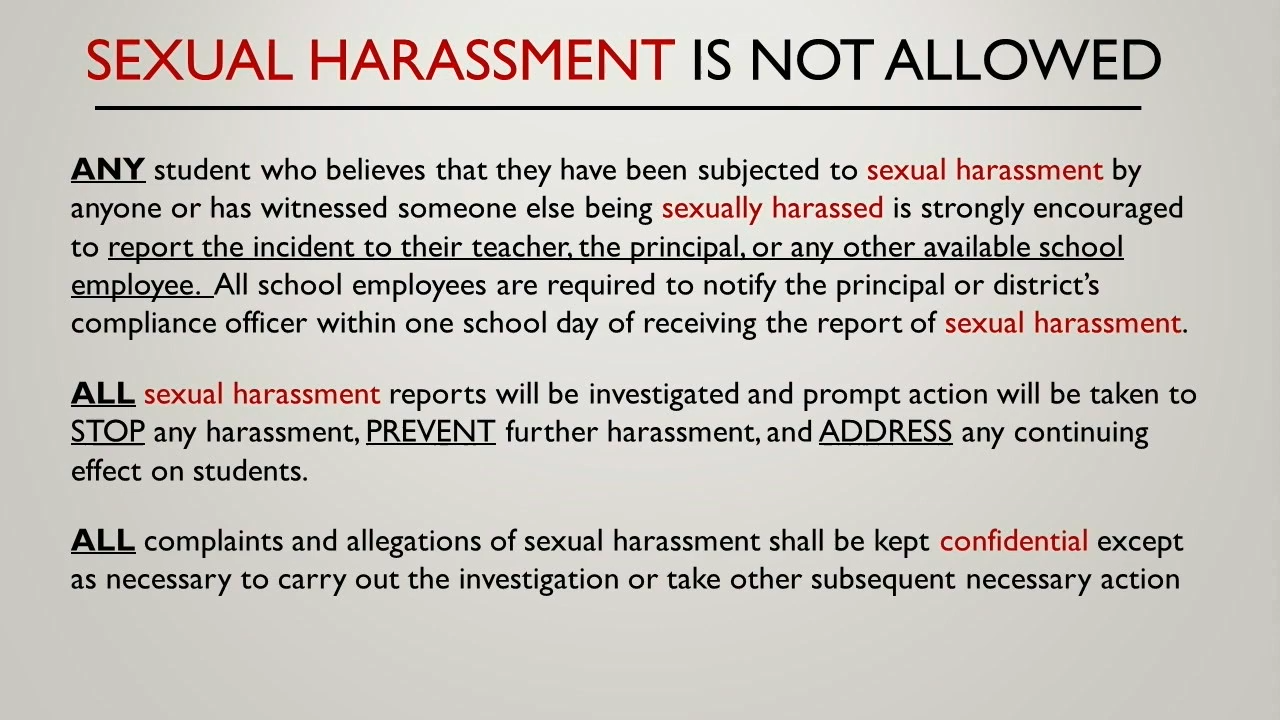 SEXUAL HARASSMENT IS NOT ALLOWED
ANY student who believes that they have been subjected to sexual harassment by
anyone or has witnessed someone else being sexually harassed is strongly encouraged
to report the incident to their teacher, the principal, or any other available school
employee. All school employees are required to notify the principal or district's
compliance officer within one school day of receiving the report of sexual harassment.
ALL sexual harassment reports will be investigated and prompt action will be taken to
STOP any harassment, PREVENT further harassment, and ADDRESS any continuing
effect on students.
ALL complaints and allegations of sexual harassment shall be kept confidential except
as necessary to carry out the investigation or take other subsequent necessary action